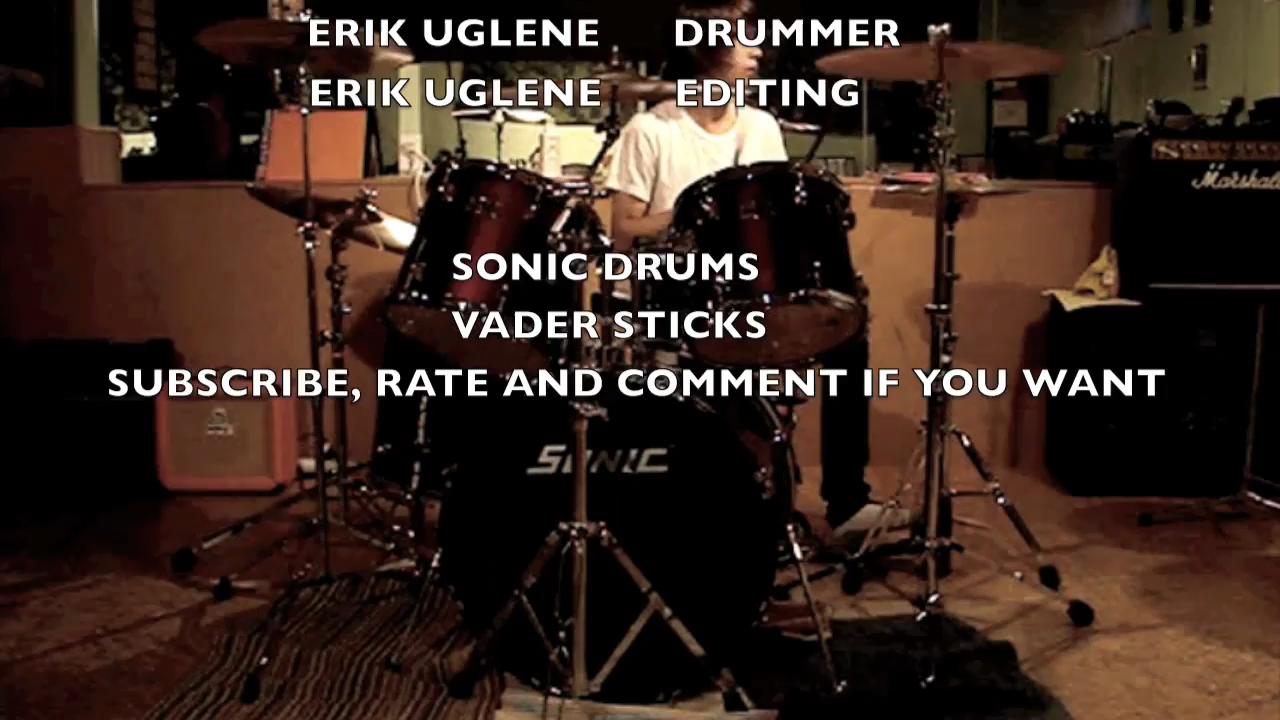 ERIK UGLENE DRUMMER
ERIK UGLENE EDITING
Marshall
SONIC DRUMS
VADER STICKS
SUBSCRIBE, RATE AND COMMENT IF YOU WANT
SONIC